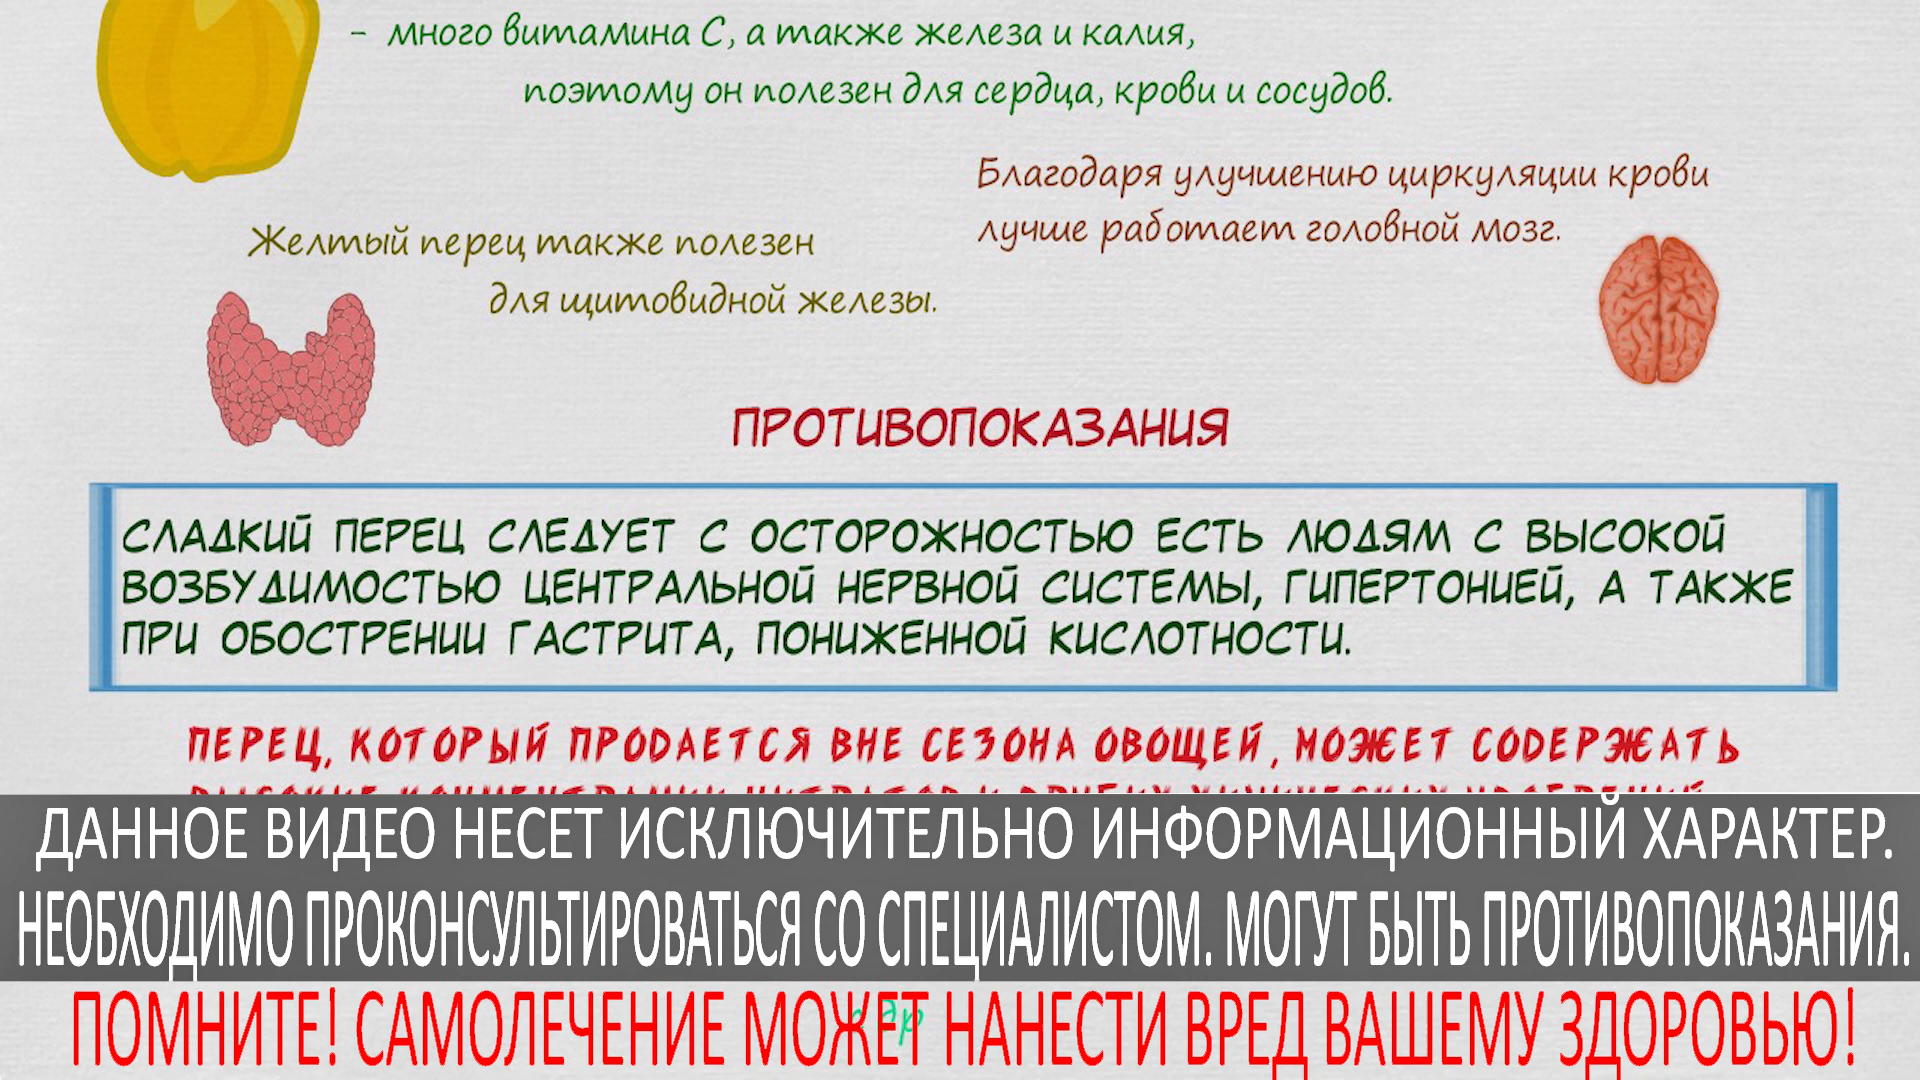 - много витамина С, а также железа и калия,
поэтому он полезен для сердца, крови и сосудов.
Благодаря улучшению циркуляции крови
лучше работает головной мозг.
Желтый перец также полезен
для щитовидной железы.
ПРОТИВОПОКАЗАНИЯ
СЛАДКИЙ ПЕРЕЦ СЛЕДУЕТ С ОСТОРОЖНОСТЬЮ ЕСТЬ ЛЮДЯМ С ВЫСОКОЙ
ВОЗБУДИМОСТЬЮ ЦЕНТРАЛЬНОЙ НЕРВНОЙ СИСТЕМЫ, ГИПЕРТОНИЕЙ, А ТАКЖЕ
ПРИ ОБОСТРЕНИИ ГАСТРИТА, ПОНИЖЕННОЙ КИСЛОТНОСТИ.
ПЕРЕЦ, КОТОРЫЙ ПРОДАЕТСЯ ВНЕ СЕЗОНА ОВОЩЕЙ, МОЖЕТ СОДЕРЖАТЬ
ДАННОЕ ВИДЕО НЕСЕТ ИСКЛЮЧИТЕЛЬНО ИНФОРМАЦИОННЫЙ ХАРАКТЕР.
НЕОБХОДИМО ПРОКОНСУЛЬТИРОВАТЬСЯ СО СПЕЦИАЛИСТОМ. МОГУТ БЫТЬ ПРОТИВОПОКАЗАНИЯ.
ПОМНИТЕ! САМОЛЕЧЕНИЕ МОЖЕТ НАНЕСТИ ВРЕД ВАШЕМУ ЗДОРОВЬЮ!